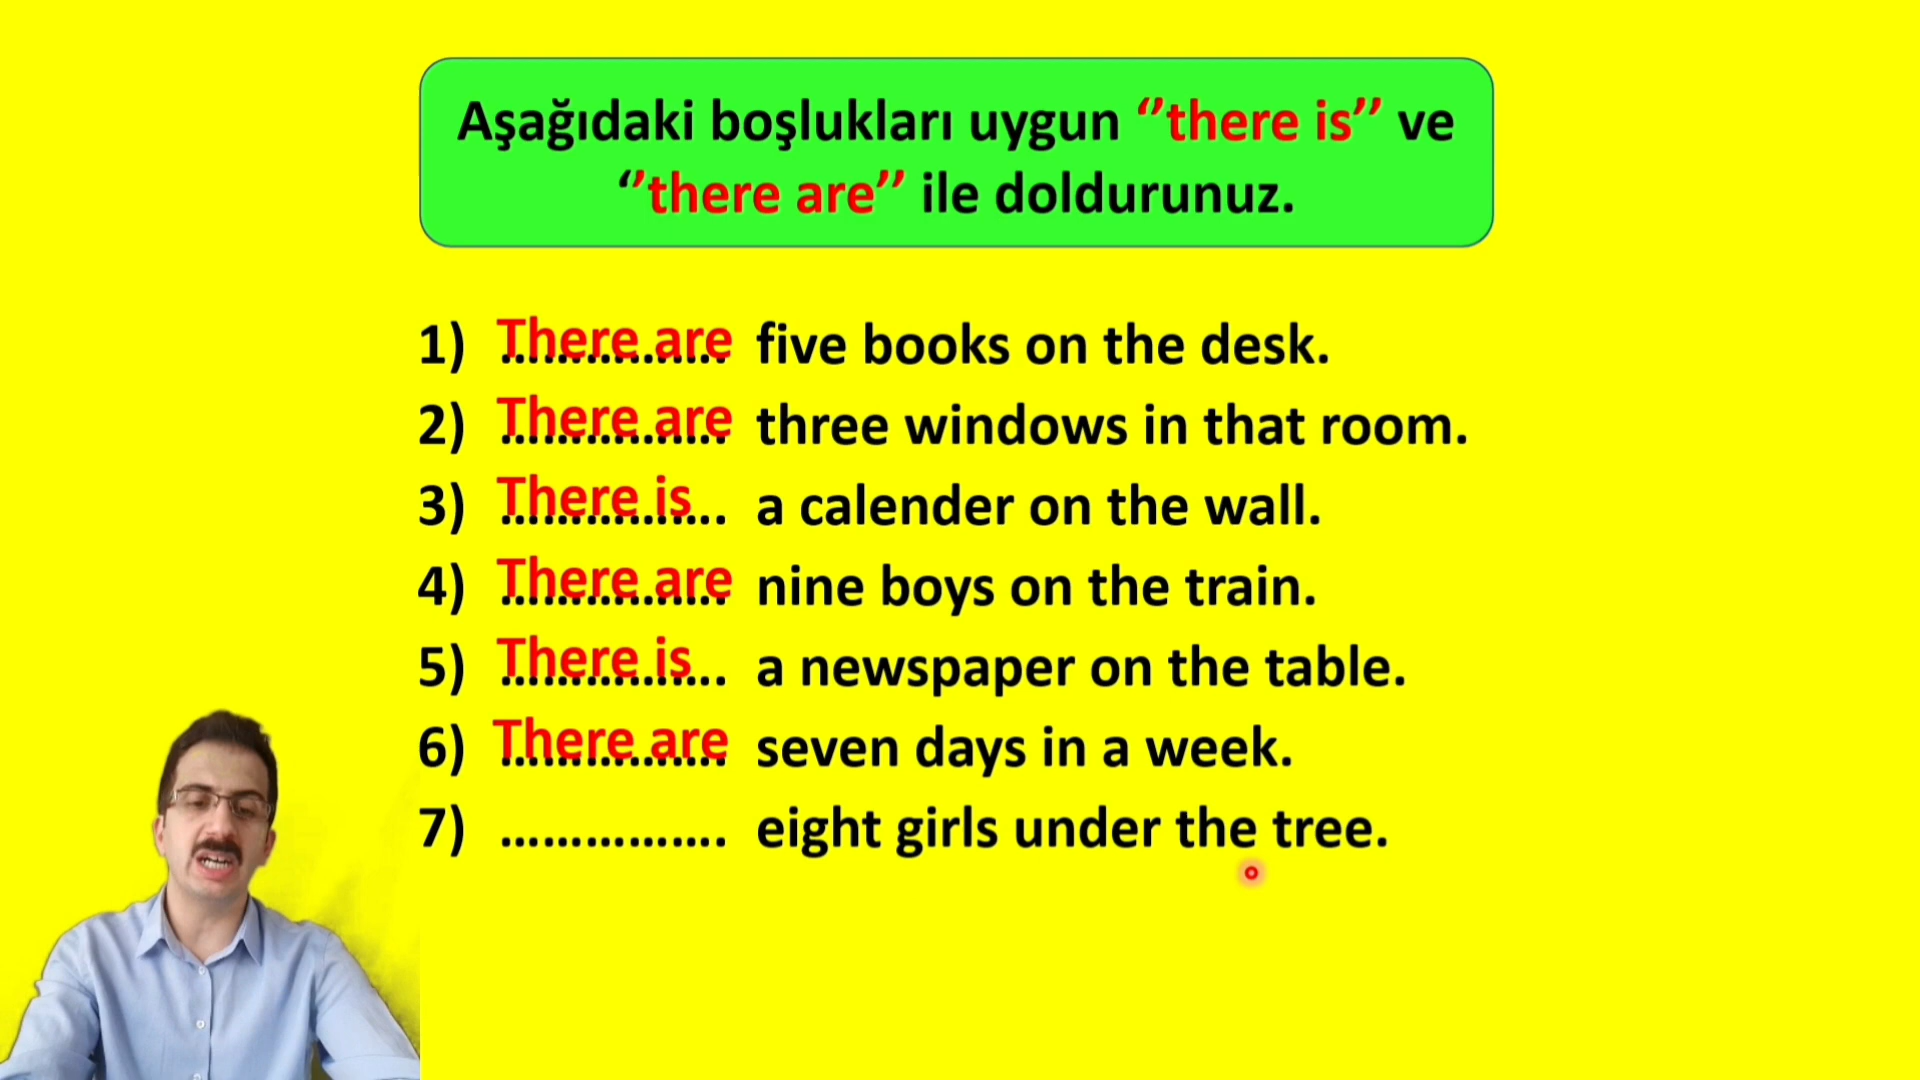 Aşağıdaki boşlukları uygun ‘’there is’’ ve
‘’there are’’ ile doldurunuz.
1) There are five books on the desk.
2) There are three windows in that room.
3) There is a calender on the wall.
4) There are nine boys on the train.
5) There is a newspaper on the table.
6) There are seven days in a week.
7) ……………. eight girls under the tree.